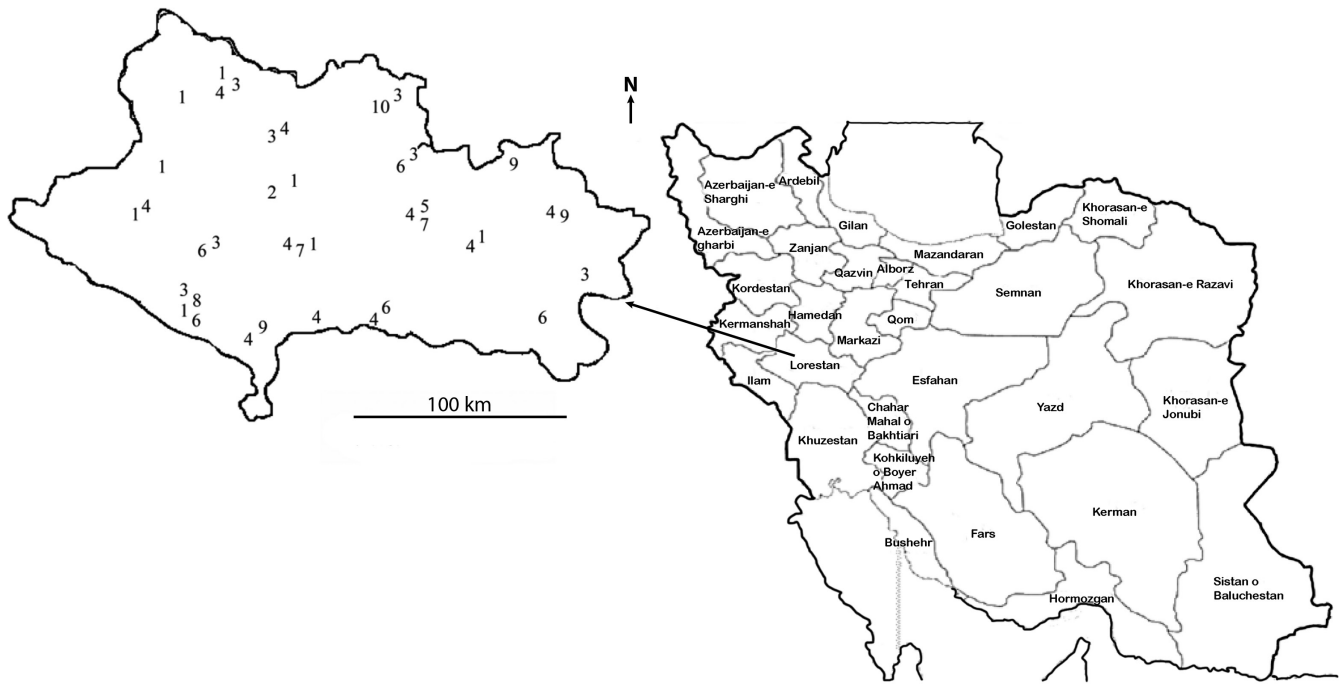 1
3
4
1
3
10
3 4
1
3
6
9
1
2
1 4
5
4
7
4 9
6 3
4 7 1
1
4
3
3
8
1
6
4 9
4
6
4
6
100 km
N
Azerbaijan-e
Sharghi
Ardebil
Azerbaijan-e
gharbi
Gilan
Golestan
Khorasan-e
Shomali
Zanjan
Mazandaran
Qazvin
Alborz
Tehran
Kordestan
Semnan
Khorasan-e Razavi
Kermanshah
Hamedan
Qom
Markazi
Lorestan
Ilam
Esfahan
Yazd
Khorasan-e
Jonubi
Chahar
Mahal o
Bakhtiari
Khuzestan
Kohkiluyeh
o Boyer
Ahmad
Kerman
Fars
Bushehr
Sistan o
Baluchestan
Hormozgan